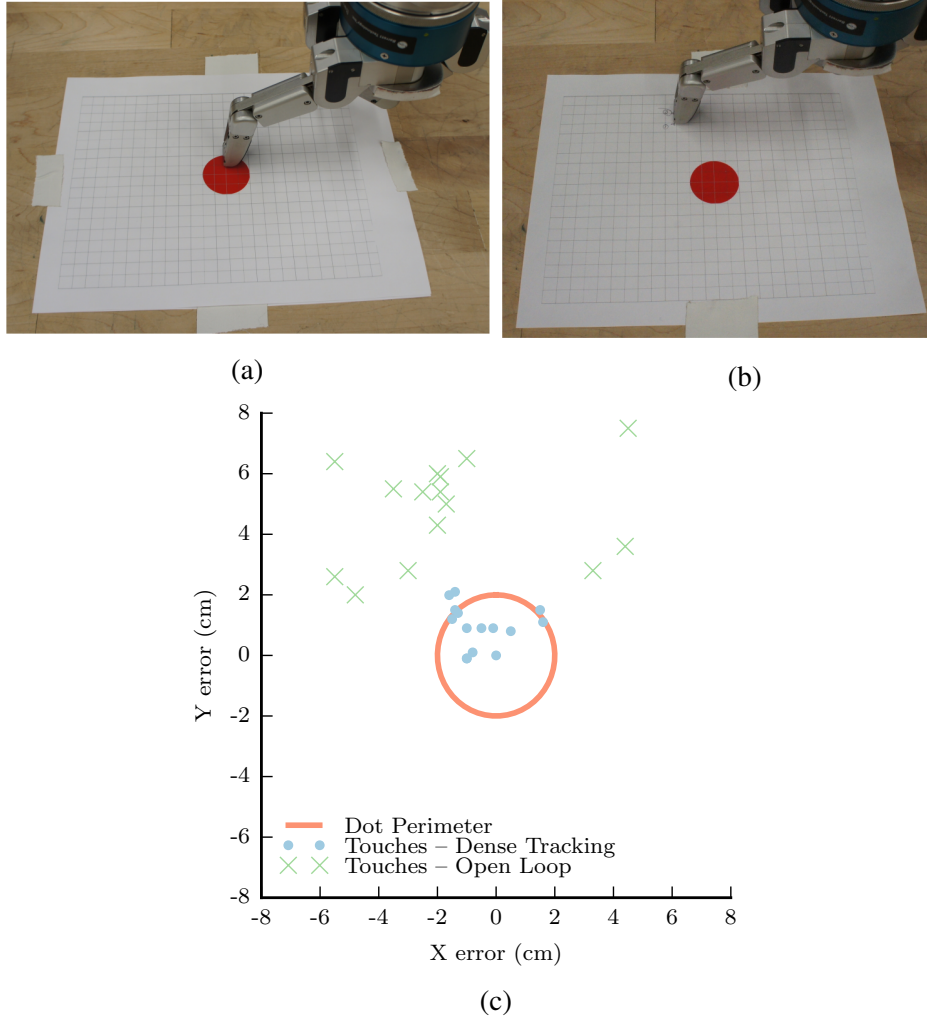 (a)
(b)
8
6
4
2
0
-2
-4
-6
-8
Y error (cm)
Dot Perimeter
Touches – Dense Tracking
Touches – Open Loop
-8 -6 -4 -2 0 2 4 6 8
X error (cm)
(c)